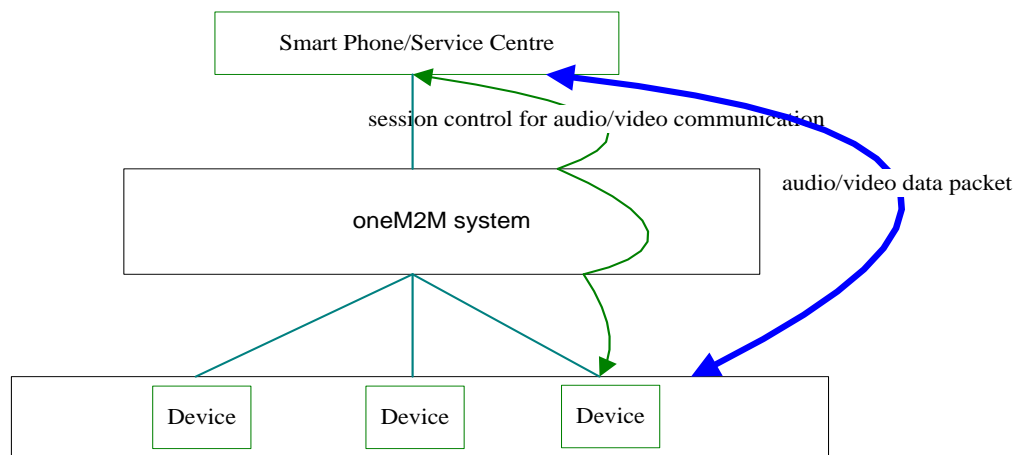 Smart Phone/Service Centre
session control for audio/video communication
audio/video data packet
oneM2M system
Device
Device
Device